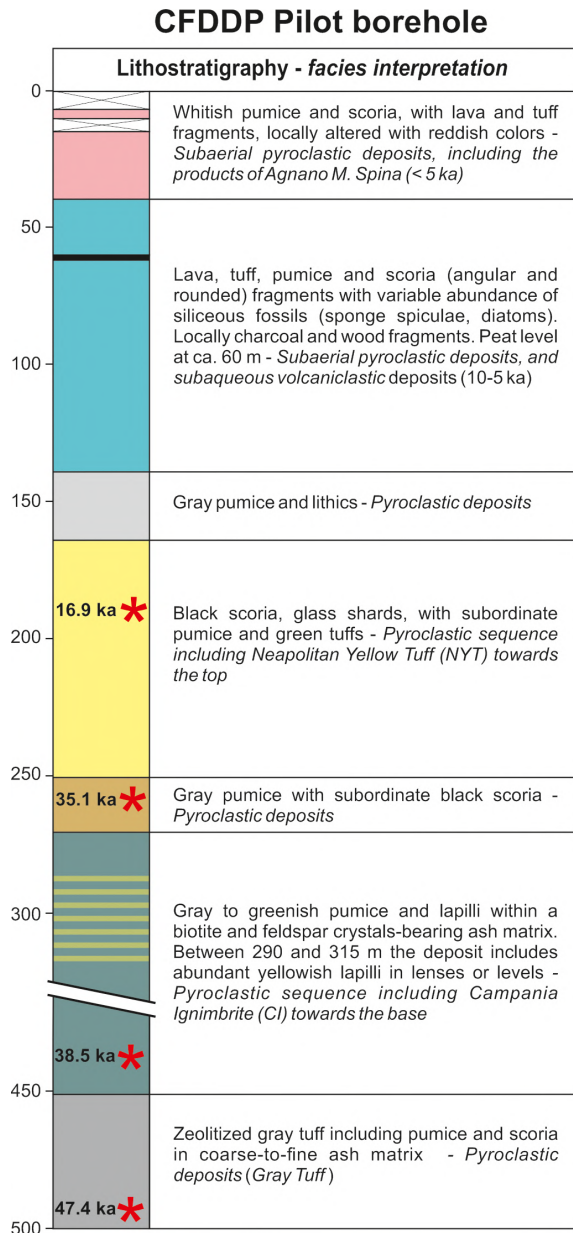 CFDDP Pilot borehole
Lithostratigraphy - facies interpretation
0
Whitish pumice and scoria, with lava and tuff
fragments, locally altered with reddish colors -
Subaerial pyroclastic deposits, including the
products of Agnano M. Spina (< 5 ka)
50
Lava, tuff, pumice and scoria (angular and
rounded) fragments with variable abundance of
siliceous fossils (sponge spiculae, diatoms).
Locally charcoal and wood fragments. Peat level
at ca. 60 m - Subaerial pyroclastic deposits, and
subaqueous volcaniclastic deposits (10-5 ka)
100
150
Gray pumice and lithics - Pyroclastic deposits
16.9 ka
Black scoria, glass shards, with subordinate
pumice and green tuffs - Pyroclastic sequence
including Neapolitan Yellow Tuff (NYT) towards
the top
200
250
35.1 ka
Gray pumice with subordinate black scoria -
Pyroclastic deposits
300
Gray to greenish pumice and lapilli within a
biotite and feldspar crystals-bearing ash matrix.
Between 290 and 315 m the deposit includes
abundant yellowish lapilli in lenses or levels -
Pyroclastic sequence including Campania
Ignimbrite (CI) towards the base
38.5 ka
450
Zeolitized gray tuff including pumice and scoria
in coarse-to-fine ash matrix - Pyroclastic
deposits (Gray Tuff)
47.4 ka
500